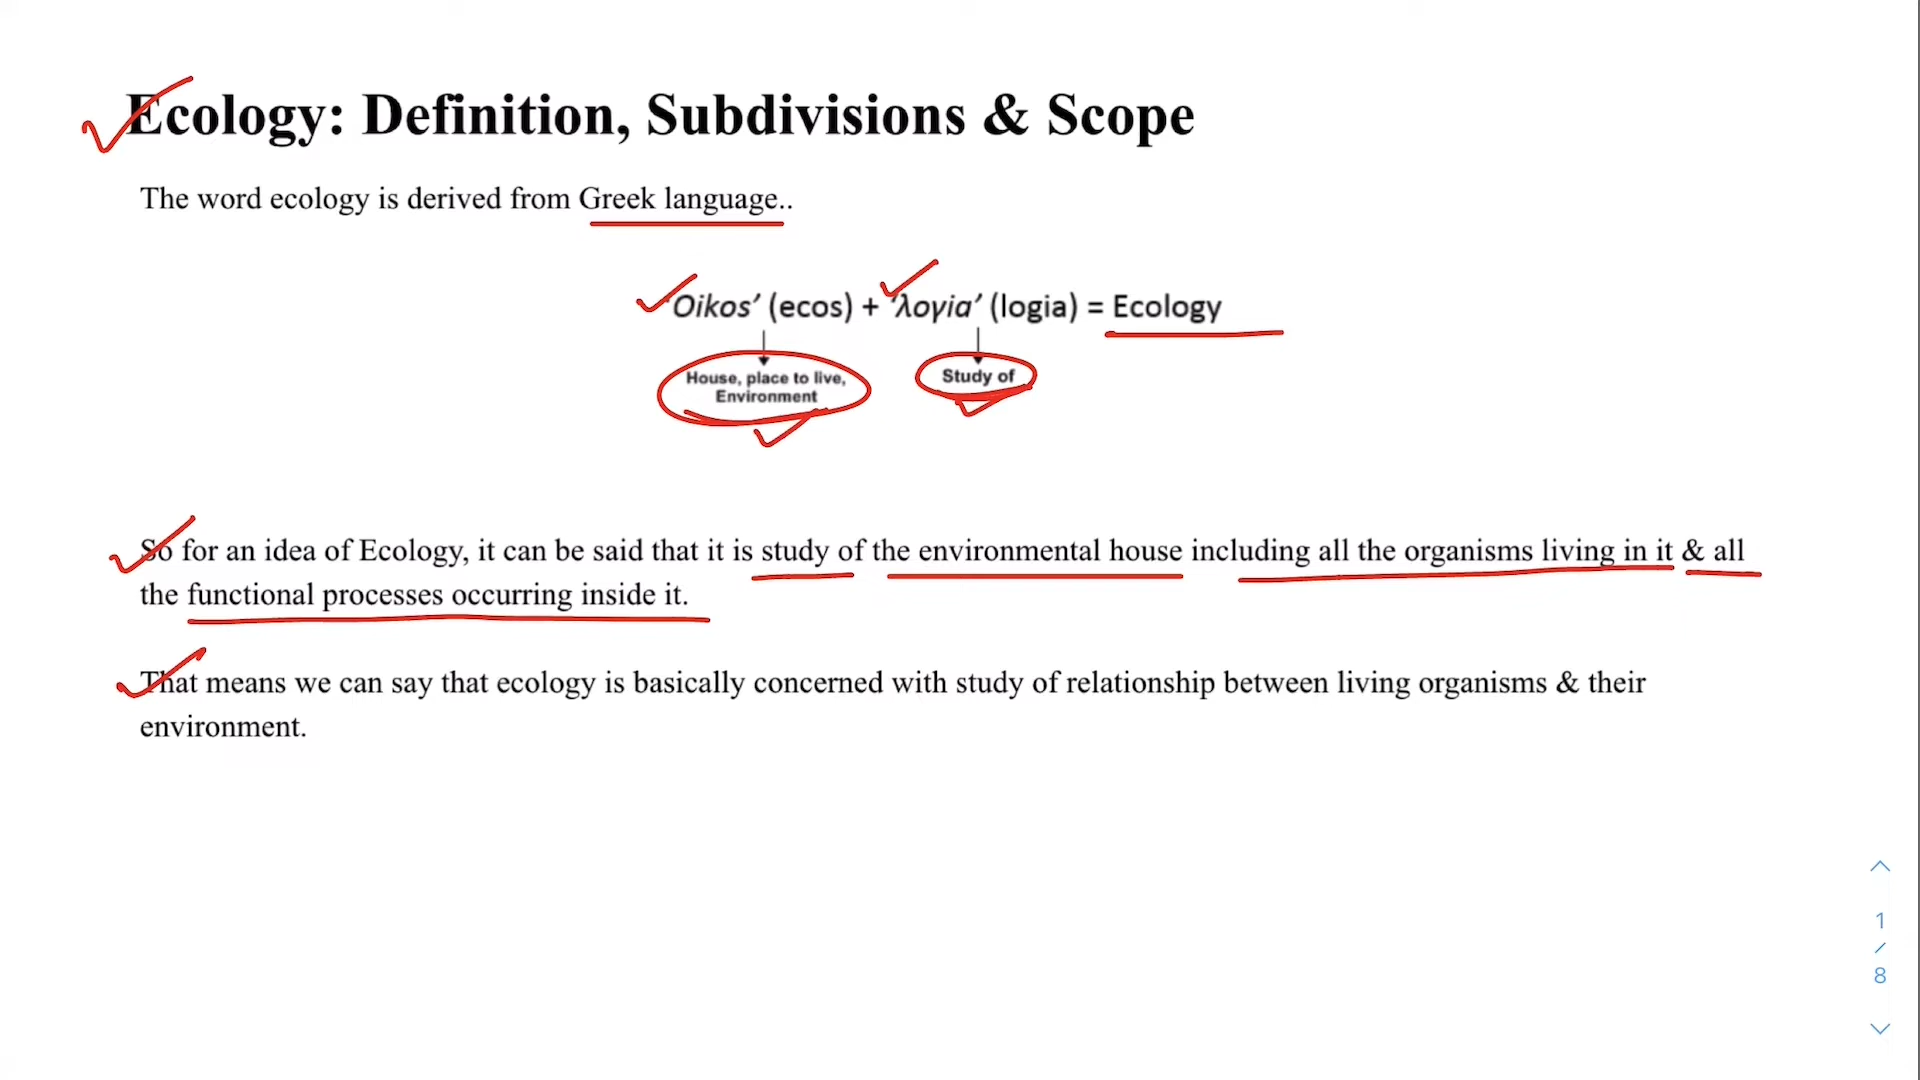 Ecology: Definition, Subdivisions & Scope
The word ecology is derived from Greek language..
‘Oikos’ (ecos) + ‘λογία’ (logia) = Ecology
House, place to live,
Environment
Study of
So for an idea of Ecology, it can be said that it is study of the environmental house including all the organisms living in it & all
the functional processes occurring inside it.
That means we can say that ecology is basically concerned with study of relationship between living organisms & their
environment.
1
/
8